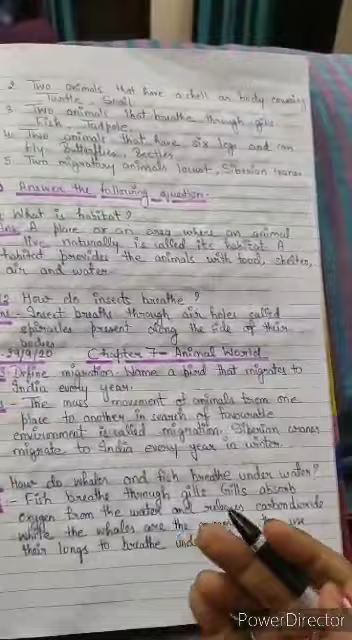 2. Two animals that have a shell as body covering
Turtle, Snail
3. Two animals that breathe through gills.
Fish, Tadpole.
4. Two animals that have six legs and can
fly Butterflies, Beetles.
5. Two migratory animals locust, Siberian cranes
Answer the following question.
What is habitat?
Ans. A place or an area where an animal
live naturally is called its habitat A
habitat provides the animals with food, shelter,
air and water.
2. How do insects breathe?
Insect breathe through air holes called
spiracles present along the side of their
bodies.
29/9/20 Chapter 7- Animal World
Define migration. Name a bird that migrates to
India every year.
- The mass movement of animals from one
place to another in search of favourable
environment is called migration. Siberian cranes
migrate to India every year in winter.
How do whales and fish breathe under water?
- Fish breathe through gills Gills absorb
oxygen from the water and releases carbondioxide
while the whales are the
their longs to breathe
PowerDirector